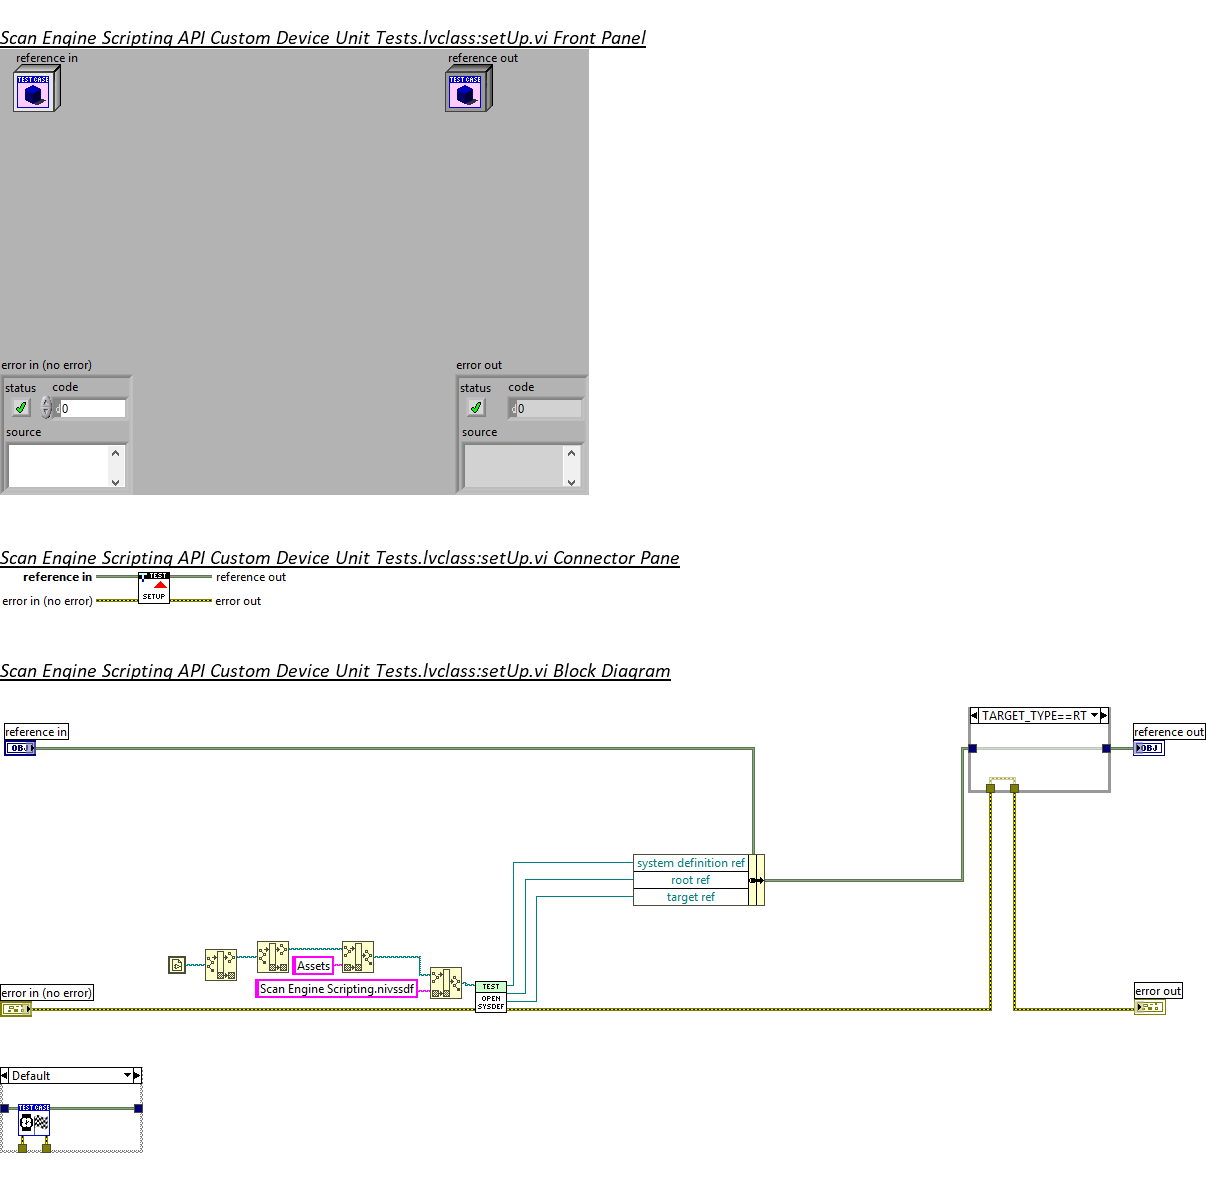 Scan Engine Scripting API Custom Device Unit Tests.lvclass:setUp.vi Front Panel
reference in
reference out
TEST CASE
TEST CASE
error in (no error)
error out
status
code
status
code
d 0
d 0
source
source
Scan Engine Scripting API Custom Device Unit Tests.lvclass:setUp.vi Connector Pane
reference in
TEST
reference out
error in (no error)
SETUP
error out
Scan Engine Scripting API Custom Device Unit Tests.lvclass:setUp.vi Block Diagram
TARGET_TYPE==RT
reference in
reference out
OBJ
OBJ
system definition ref
root ref
target ref
Assets
Scan Engine Scripting.nivssdf
TEST
OPEN
SYSDEF
error in (no error)
error out
Default
TEST CASE